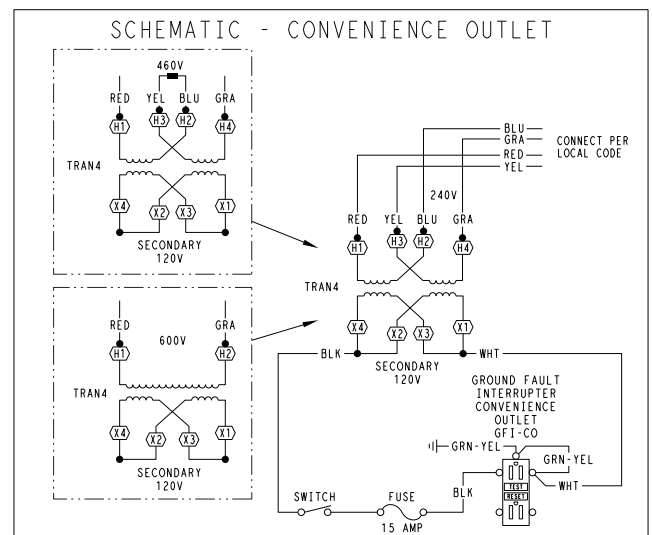 SCHEMATIC - CONVENIENCE OUTLET
460V
RED YEL BLU GRA
H1 H3 H2 H4
TRAN4
X4 X2 X3 X1
SECONDARY
120V
BLU
GRA
RED
YEL
CONNECT PER
LOCAL CODE
240V
RED YEL BLU GRA
H1 H3 H2 H4
TRAN4
X4 X2 X3 X1
BLK
WHT
SECONDARY
120V
RED GRA
600V
H1 H2
TRAN4
X4 X2 X3 X1
SECONDARY
120V
GROUND FAULT
INTERRUPTER
CONVENIENCE
OUTLET
GFI-CO
GRN-YEL
GRN-YEL
WHT
TEST
RESET
BLK
SWITCH
FUSE
15 AMP